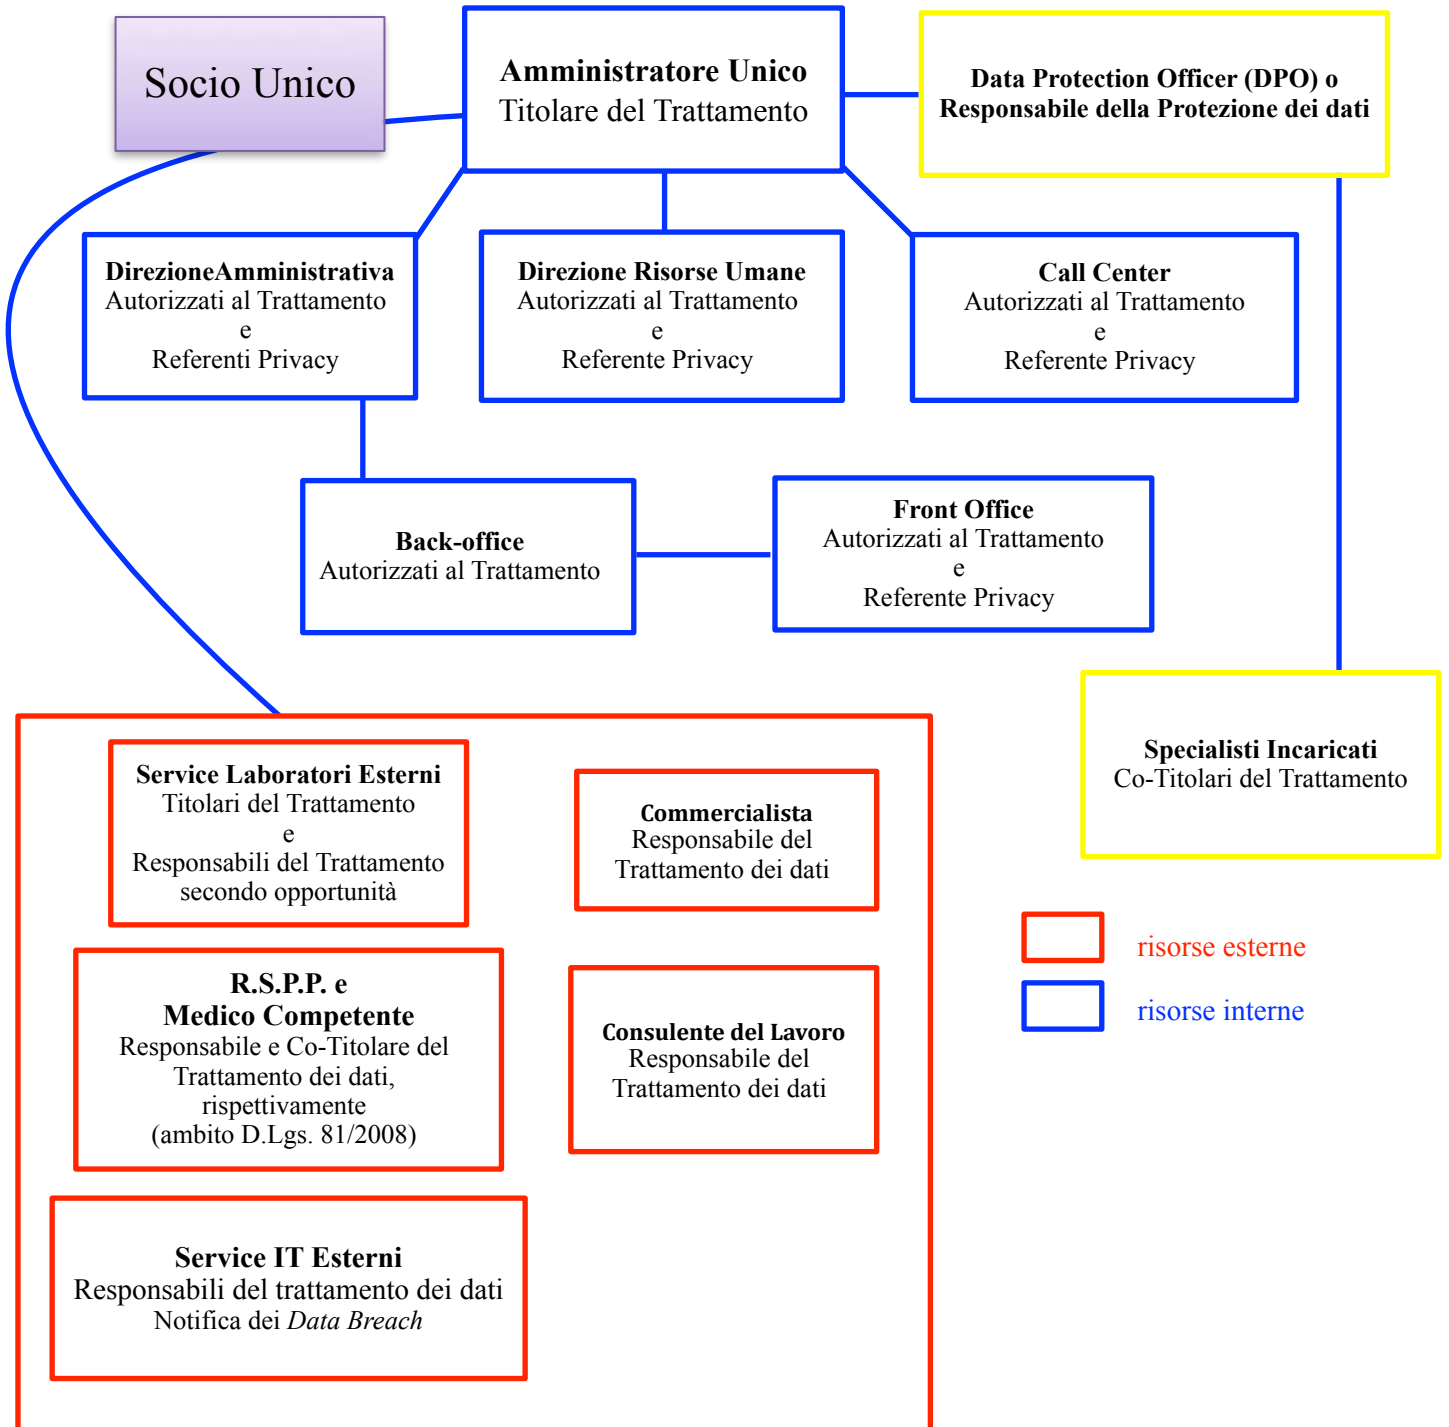 Socio Unico
Amministratore Unico
Titolare del Trattamento
Data Protection Officer (DPO) o
Responsabile della Protezione dei dati
DirezioneAmministrativa
Autorizzati al Trattamento
e
Referenti Privacy
Direzione Risorse Umane
Autorizzati al Trattamento
e
Referente Privacy
Call Center
Autorizzati al Trattamento
e
Referente Privacy
Back-office
Autorizzati al Trattamento
Front Office
Autorizzati al Trattamento
e
Referente Privacy
Specialisti Incaricati
Co-Titolari del Trattamento
Service Laboratori Esterni
Titolari del Trattamento
e
Responsabili del Trattamento
secondo opportunità
Commercialista
Responsabile del
Trattamento dei dati
R.S.P.P. e
Medico Competente
Responsabile e Co-Titolare del
Trattamento dei dati,
rispettivamente
(ambito D.Lgs. 81/2008)
Consulente del Lavoro
Responsabile del
Trattamento dei dati
Service IT Esterni
Responsabili del trattamento dei dati
Notifica dei Data Breach
risorse esterne
risorse interne